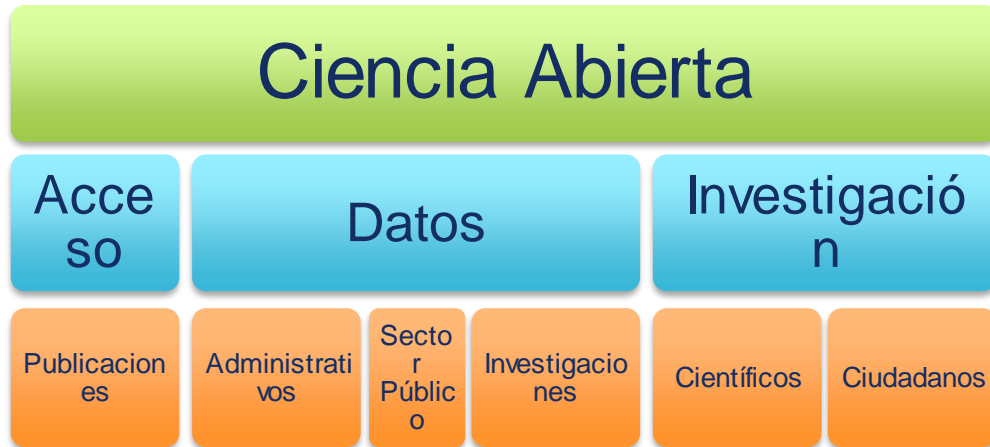 Ciencia Abierta
Acce
so
Datos
Investigació
n
Publicacion
es
Administrati
vos
Secto
r
Públic
o
Investigacio
nes
Científicos
Ciudadanos